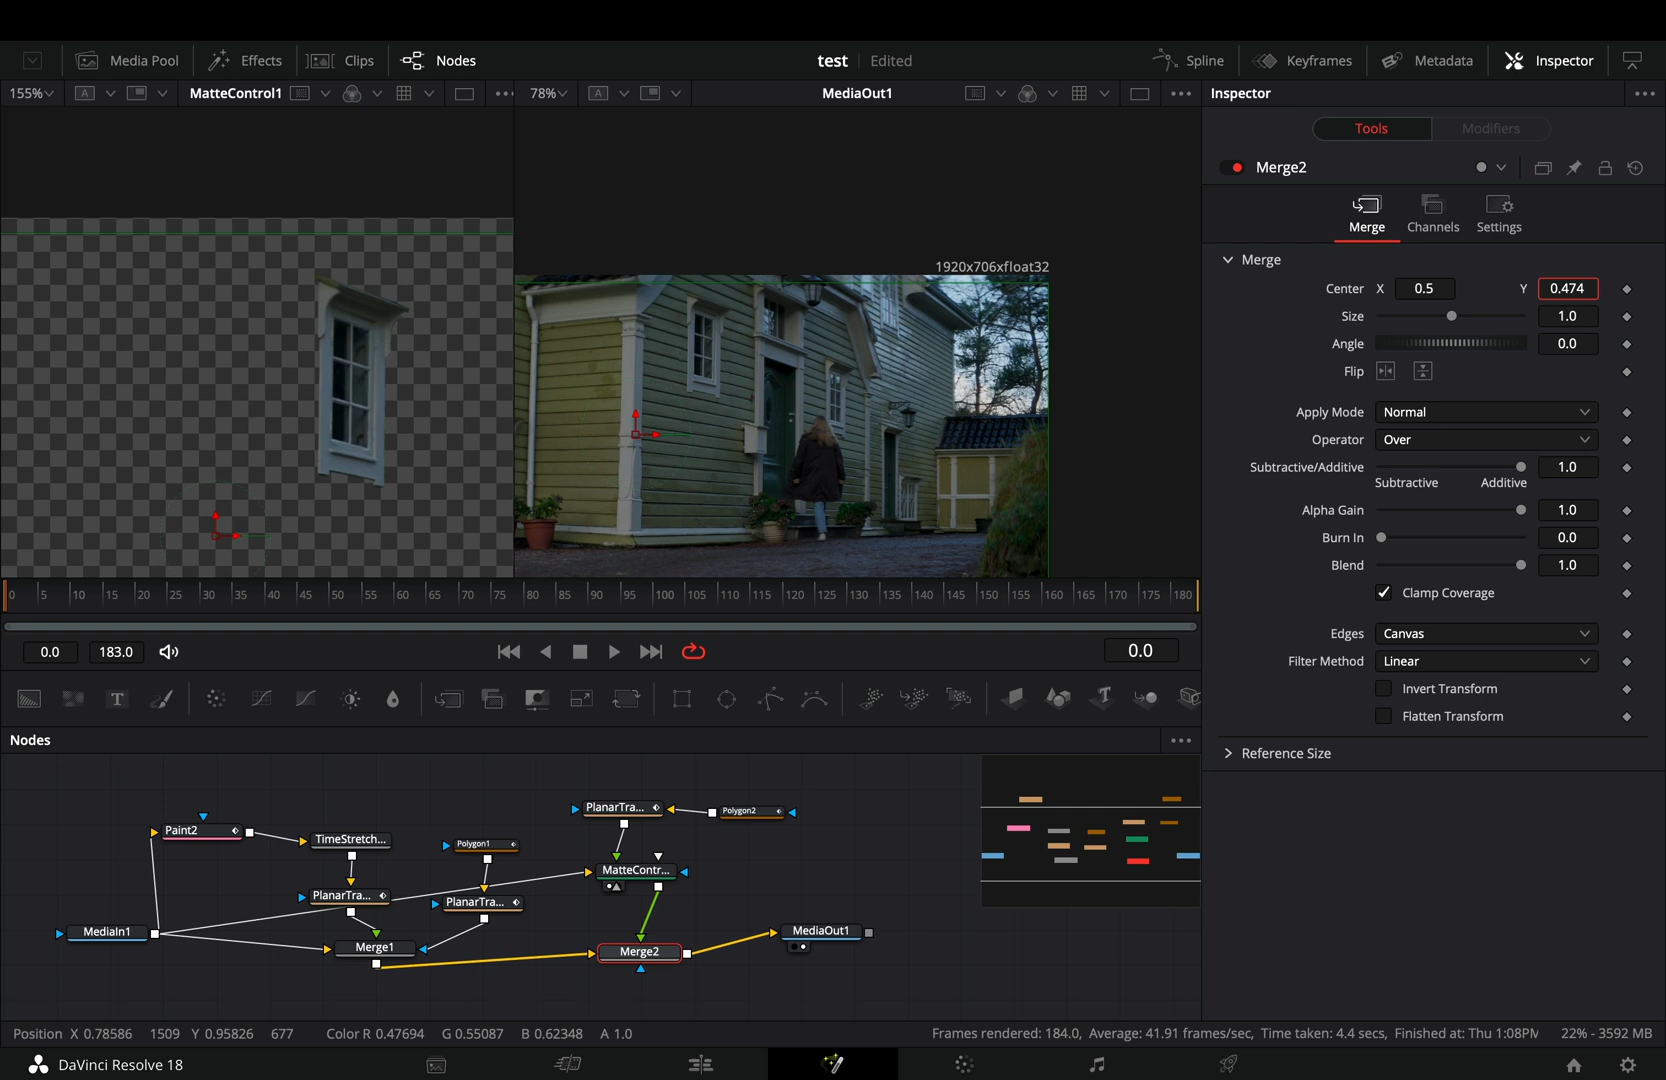 Media Pool
Effects
Clips
Nodes
test
Edited
Spline
Keyframes
Metadata
Inspector
155%
A
MatteControl1
78%
A
MediaOut1
Inspector
Tools
Modifiers
Merge2
Merge
Channels
Settings
1920x706xfloat32
Merge
Center X 0.5 Y 0.474
Size 1.0
Angle 0.0
Flip
Apply Mode Normal
Operator Over
Subtractive/Additive 1.0
Subtractive Additive
Alpha Gain 1.0
Burn In 0.0
Blend 1.0
Clamp Coverage
Edges Canvas
Filter Method Linear
Invert Transform
Flatten Transform
Reference Size
0 5 10 15 20 25 30 35 40 45 50 55 60 65 70 75 80 85 90 95 100 105 110 115 120 125 130 135 140 145 150 155 160 165 170 175 180
0.0
183.0
0.0
T
T
Nodes
PlanarTra...
Polygon2
Paint2
TimeStretch...
Polygon1
MatteContr...
PlanarTra...
PlanarTra...
MediaIn1
Merge1
Merge2
MediaOut1
Position X 0.78586 1509 Y 0.95826 677 Color R 0.47694 G 0.55087 B 0.62348 A 1.0
Frames rendered: 184.0, Average: 41.91 frames/sec, Time taken: 4.4 secs, Finished at: Thu 1:08PM
22% - 3592 MB
DaVinci Resolve 18